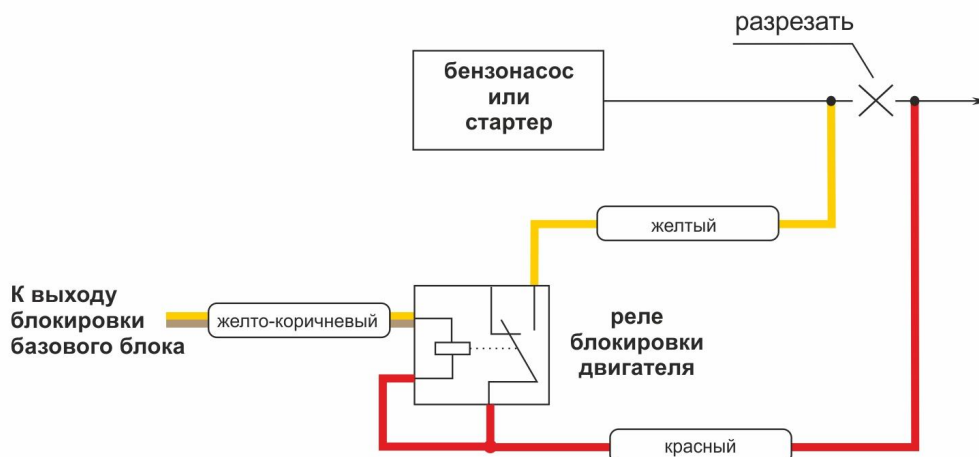 разрезать
бензонасос
или
стартер
желтый
К выходу
блокировки
базового блока
желто-коричневый
реле
блокировки
двигателя
красный